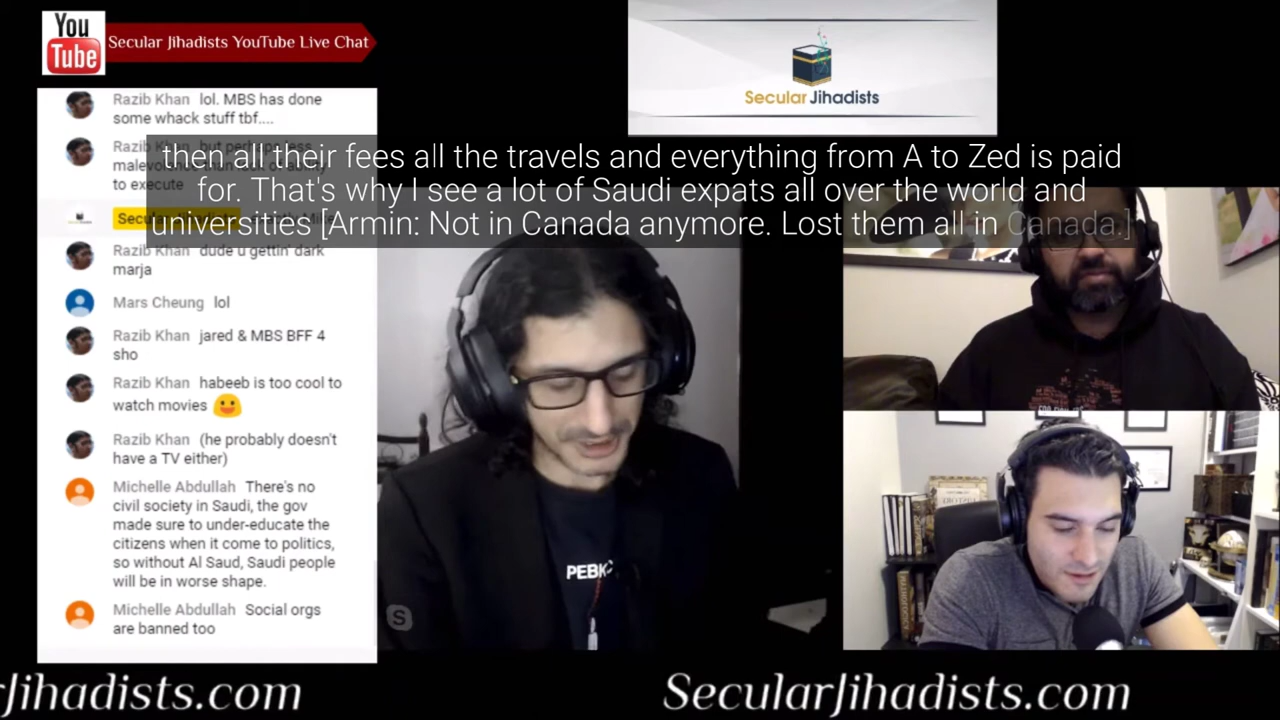 You
Tube
Secular Jihadists YouTube Live Chat
Secular Jihadists
Razib Khan lol. MBS has done
some whack stuff tbf....
then all their fees all the travels and everything from A to Zed is paid
for. That's why I see a lot of Saudi expats all over the world and
universities [Armin: Not in Canada anymore. Lost them all in Canada.]
to execute
Razib Khan dude u gettin' dark
marja
Mars Cheung lol
Razib Khan jared & MBS BFF 4
sho
Razib Khan habeeb is too cool to
watch movies
Razib Khan (he probably doesn't
have a TV either)
Michelle Abdullah There's no
civil society in Saudi, the gov
made sure to under-educate the
citizens when it come to politics,
so without Al Saud, Saudi people
will be in worse shape.
Michelle Abdullah Social orgs
are banned too
PEBK
rJihadists.com
SecularJihadists.com